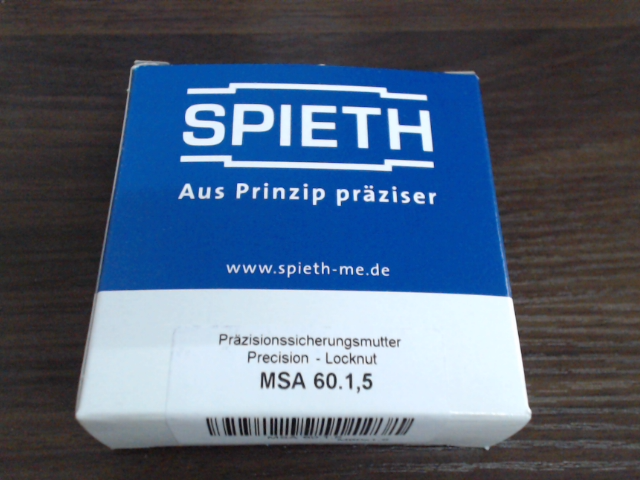 SPIETH
Aus Prinzip präziser
www.spieth-me.de
Präzisionssicherungsmutter
Precision - Locknut
MSA 60.1,5